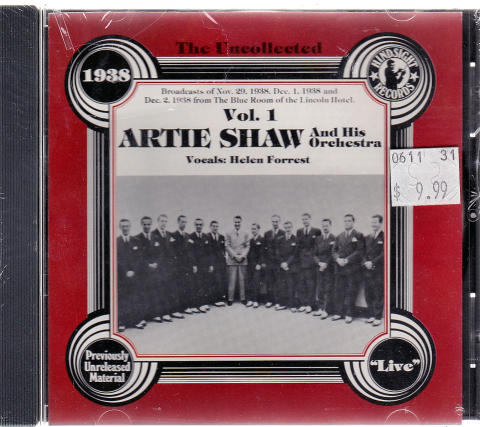 The Uncollected
1938
HINDSIGHT
RECORDS
Broadcasts of Nov. 29, 1938, Dec. 1, 1938 and
Dec. 2, 1938 from The Blue Room of the Lincoln Hotel.
Vol. 1
ARTIE SHAW And His
Orchestra
Vocals: Helen Forrest
0611 31
$ 9.99
Previously
Unreleased
Material
"Live"